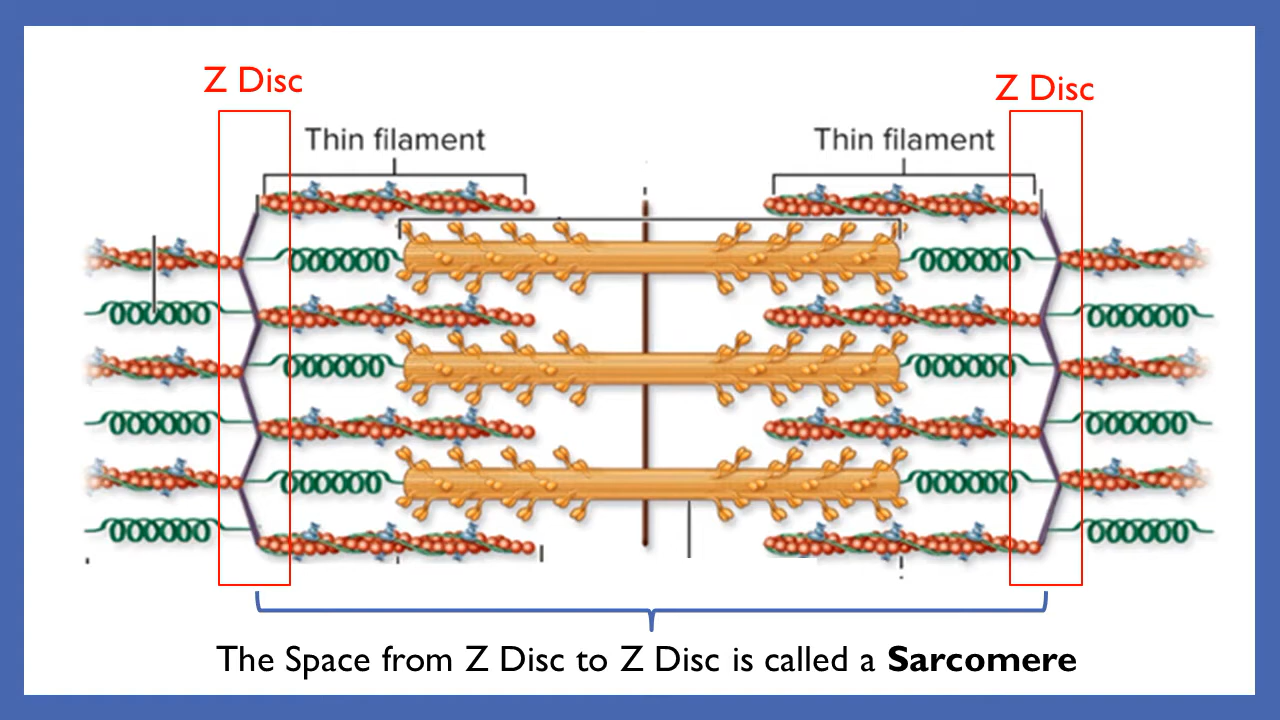 Z Disc
Z Disc
Thin filament
Thin filament
The Space from Z Disc to Z Disc is called a Sarcomere